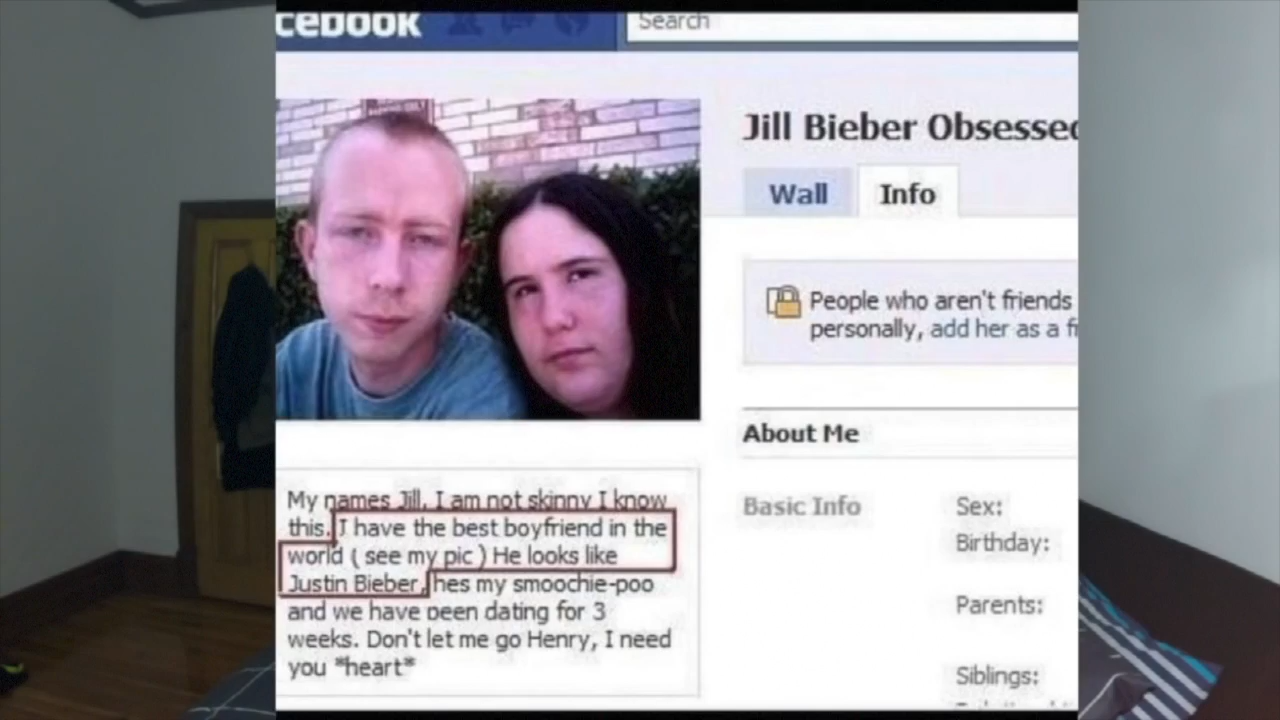 cebook
Search
Jill Bieber Obsessed
Wall
Info
People who aren't friends
personally, add her as a
About Me
Basic Info
Sex:
Birthday:
Parents:
Siblings:
My names Jill, I am not skinny I know
this. I have the best boyfriend in the
world ( see my pic ) He looks like
Justin Bieber, hes my smoochie-poo
and we have been dating for 3
weeks. Don't let me go Henry, I need
you *heart*